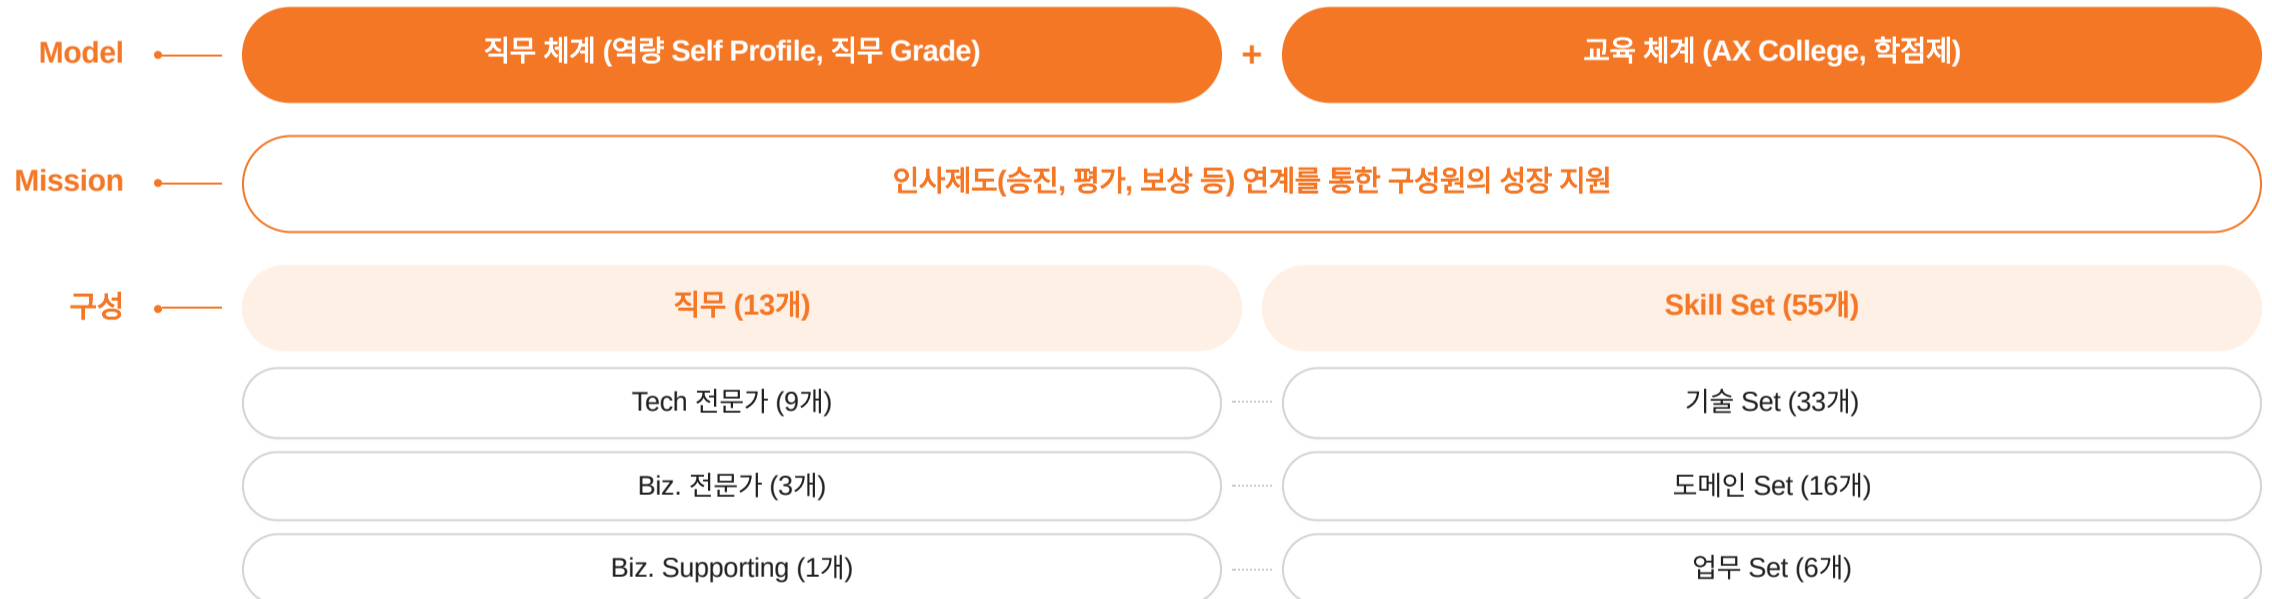 Model
직무 체계 (역량 Self Profile, 직무 Grade)
+
교육 체계 (AX College, 학점제)
Mission
인사제도(승진, 평가, 보상 등) 연계를 통한 구성원의 성장 지원
구성
직무 (13개)
Skill Set (55개)
Tech 전문가 (9개)
기술 Set (33개)
Biz. 전문가 (3개)
도메인 Set (16개)
Biz. Supporting (1개)
업무 Set (6개)